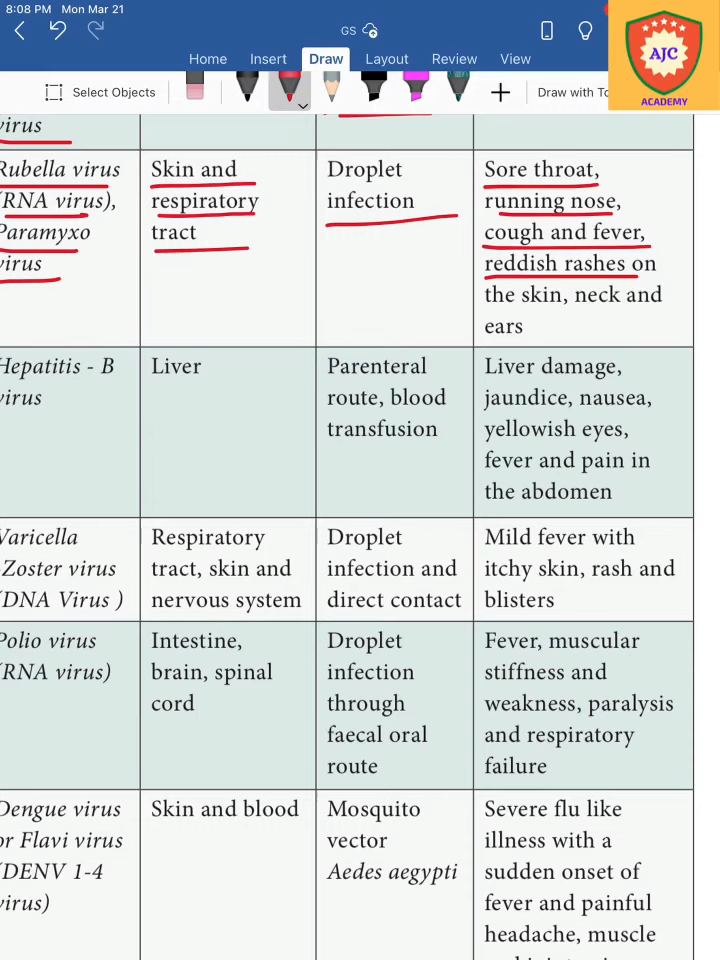 8:08 PM Mon Mar 21
GS
Home Insert Draw Layout Review View
Select Objects
Draw with To
AJC
ACADEMY
virus
Rubella virus
(RNA virus),
Paramyxo
virus
Skin and
respiratory
tract
Droplet
infection
Sore throat,
running nose,
cough and fever,
reddish rashes on
the skin, neck and
ears
Hepatitis - B
virus
Liver
Parenteral
route, blood
transfusion
Liver damage,
jaundice, nausea,
yellowish eyes,
fever and pain in
the abdomen
Varicella
-Zoster virus
(DNA Virus )
Respiratory
tract, skin and
nervous system
Droplet
infection and
direct contact
Mild fever with
itchy skin, rash and
blisters
Polio virus
(RNA virus)
Intestine,
brain, spinal
cord
Droplet
infection
through
faecal oral
route
Fever, muscular
stiffness and
weakness, paralysis
and respiratory
failure
Dengue virus
or Flavi virus
(DENV 1-4
virus)
Skin and blood
Mosquito
vector
Aedes aegypti
Severe flu like
illness with a
sudden onset of
fever and painful
headache, muscle